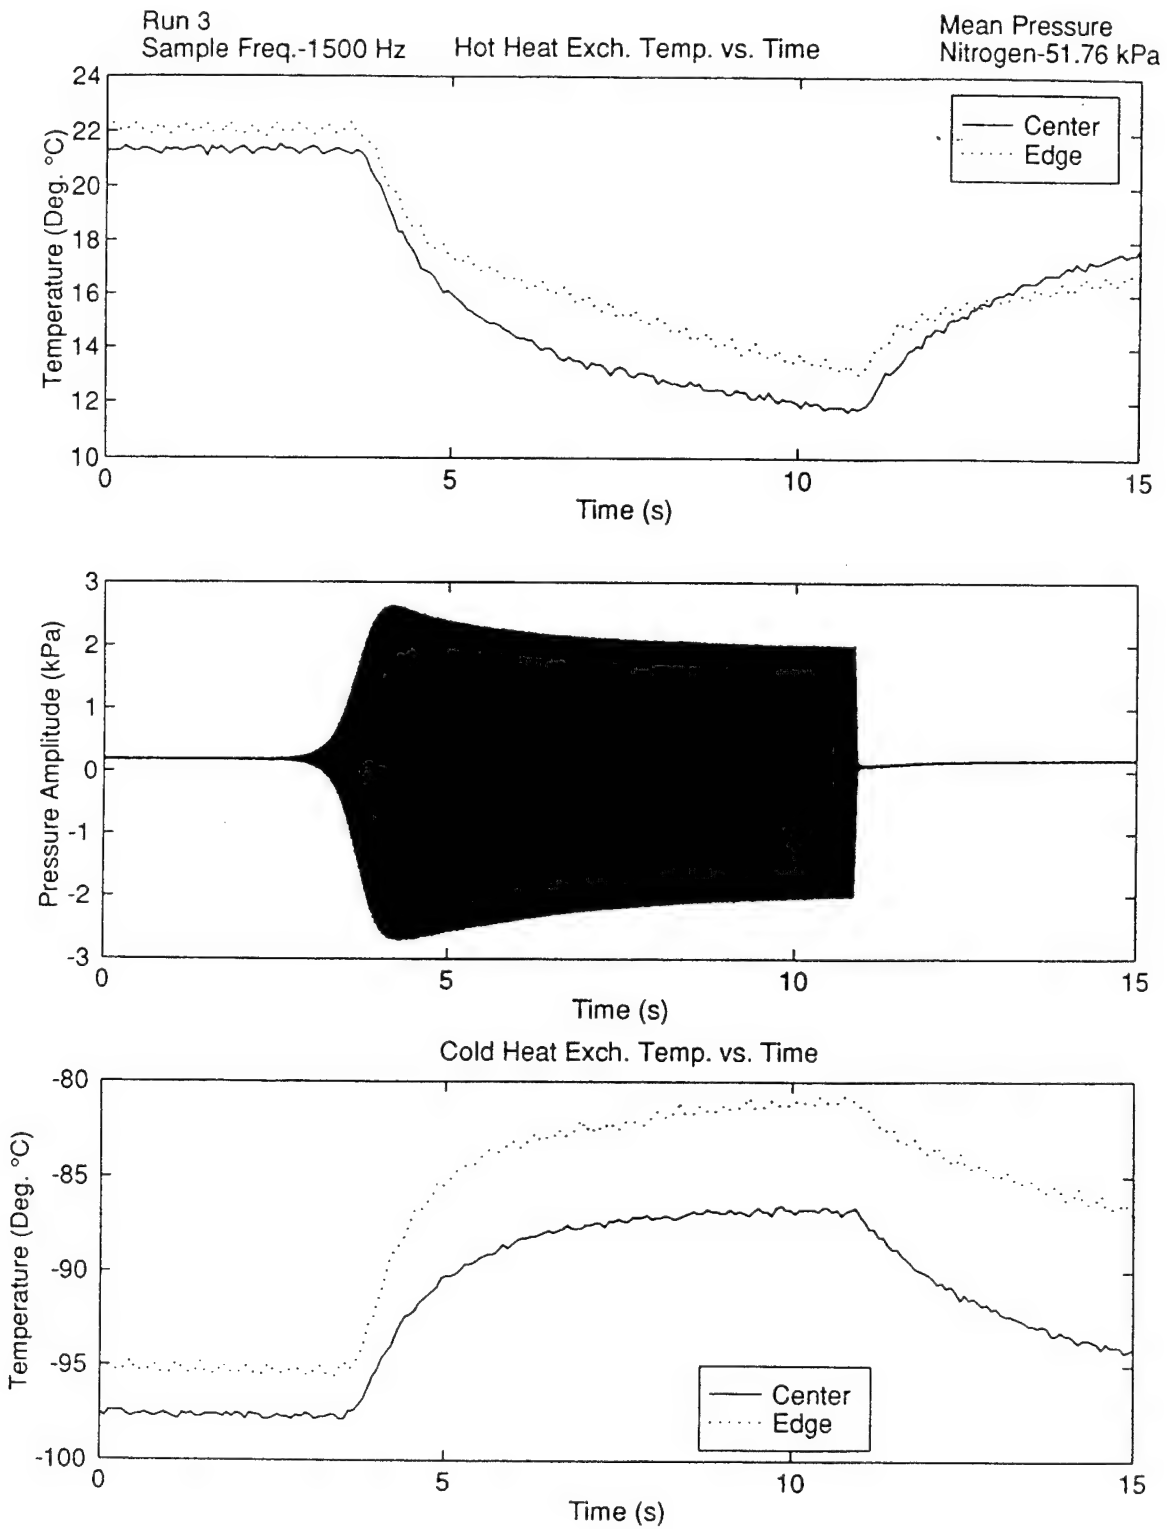 Run 3
Sample Freq.-1500 Hz
Hot Heat Exch. Temp. vs. Time
Mean Pressure
Nitrogen-51.76 kPa
24
22
20
18
16
14
12
10
Temperature (Deg. °C)
Center
Edge
0
5
10
15
Time (s)
3
2
1
0
-1
-2
-3
Pressure Amplitude (kPa)
0
5
10
15
Time (s)
Cold Heat Exch. Temp. vs. Time
-80
-85
-90
-95
-100
Temperature (Deg. °C)
Center
Edge
0
5
10
15
Time (s)